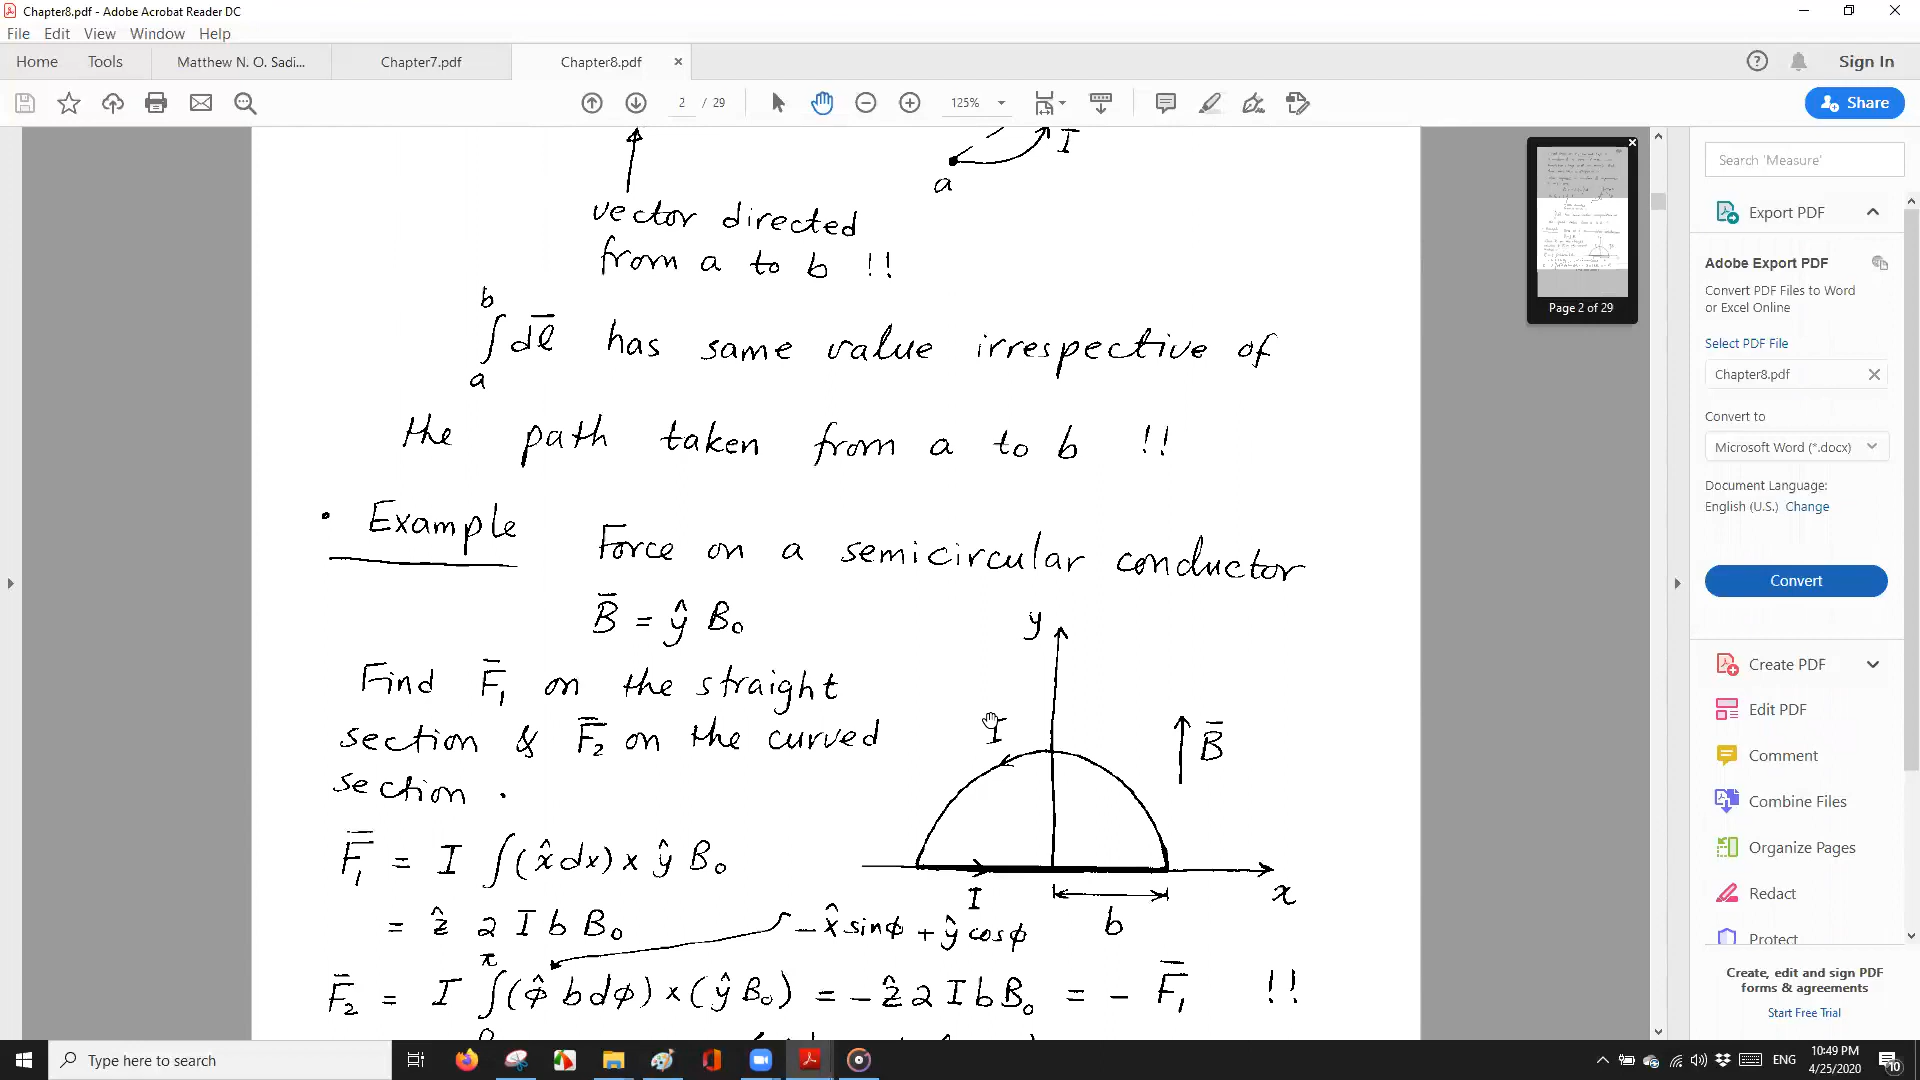 Chapter8.pdf - Adobe Acrobat Reader DC
File Edit View Window Help
Home Tools Matthew N. O. Sadi... Chapter7.pdf Chapter8.pdf × Sign In
2 / 29 125% Share
I
a
vector directed
from a to b !!
b
∫ dl̄ has same value irrespective of
a
the path taken from a to b !!
• Example Force on a semicircular conductor
B̄ = ŷ B₀
y
Find F̄₁ on the straight
section & F̄₂ on the curved
section .
I
B̄
F̄₁ = I ∫(x̂dx) × ŷ B₀
I
x
b
= ẑ 2 I b B₀
-x̂ sinϕ + ŷ cosϕ
π
F̄₂ = I ∫(ϕ̂ b dϕ) × (ŷ B₀) = - ẑ 2 I b B₀ = - F̄₁ !!
0
Page 2 of 29
Search 'Measure'
Export PDF
Adobe Export PDF
Convert PDF Files to Word
or Excel Online
Select PDF File
Chapter8.pdf
Convert to
Microsoft Word (*.docx)
Document Language:
English (U.S.) Change
Convert
Create PDF
Edit PDF
Comment
Combine Files
Organize Pages
Redact
Protect
Create, edit and sign PDF
forms & agreements
Start Free Trial
Type here to search
ENG
10:49 PM
4/25/2020
10